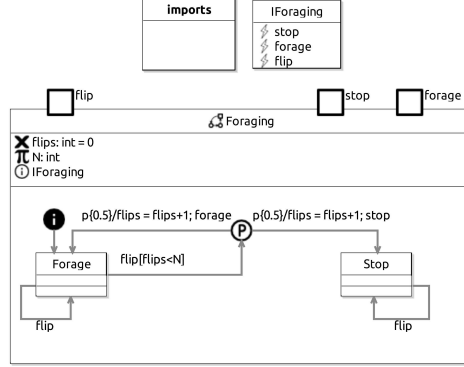 imports
IForaging
stop
forage
flip
flip
stop
forage
Foraging
flips: int = 0
π N: int
i IForaging
i
p{0.5}/flips = flips+1; forage
P
p{0.5}/flips = flips+1; stop
Forage
flip[flips<N]
Stop
flip
flip